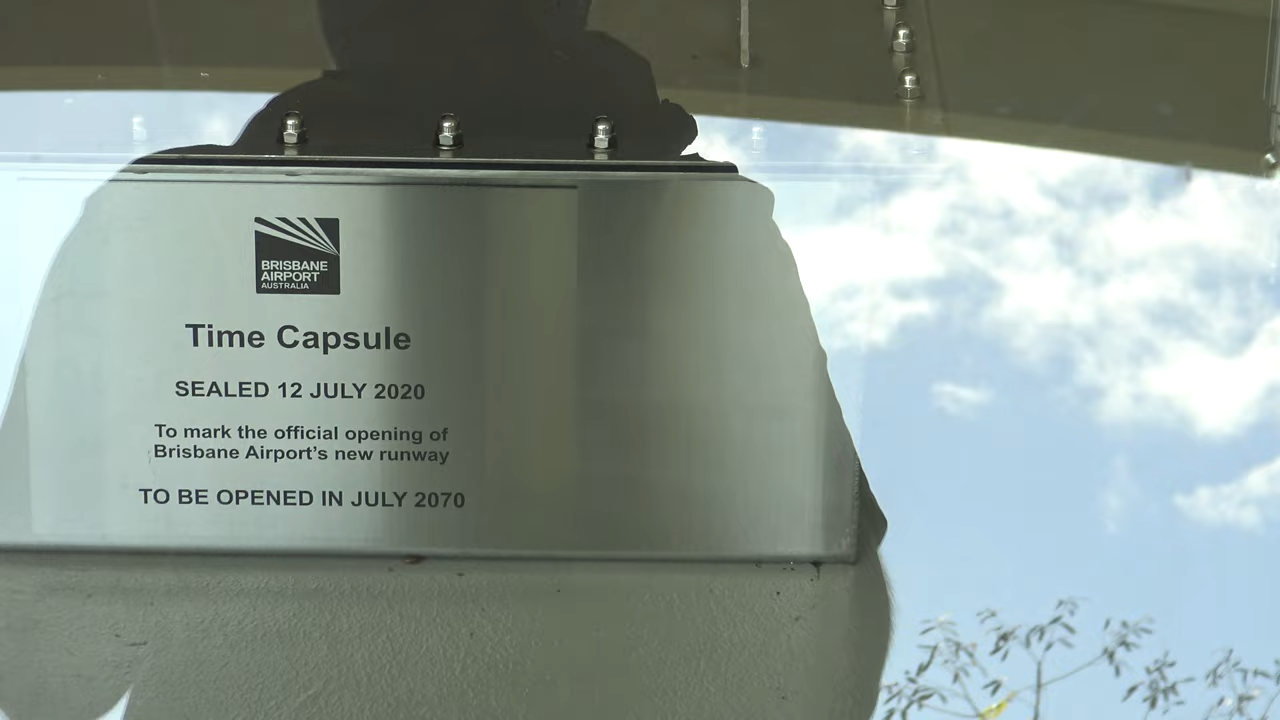 BRISBANE
AIRPORT
AUSTRALIA
Time Capsule
SEALED 12 JULY 2020
To mark the official opening of
Brisbane Airport’s new runway
TO BE OPENED IN JULY 2070